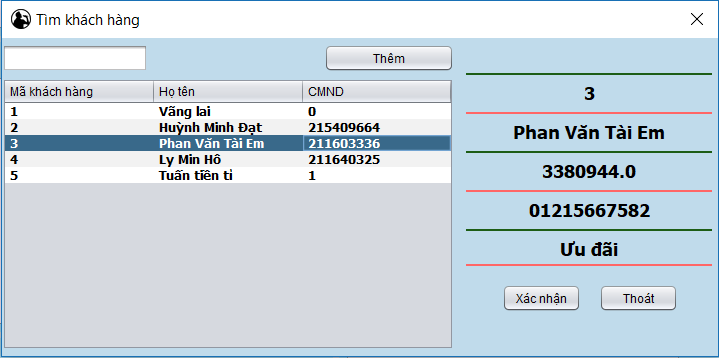 Tìm khách hàng
Thêm
Mã khách hàng Họ tên CMND
1 Vãng lai 0
2 Huỳnh Minh Đạt 215409664
3 Phan Văn Tài Em 211603336
4 Ly Min Hô 211640325
5 Tuấn tiền tỉ 1
3
Phan Văn Tài Em
3380944.0
01215667582
Ưu đãi
Xác nhận Thoát